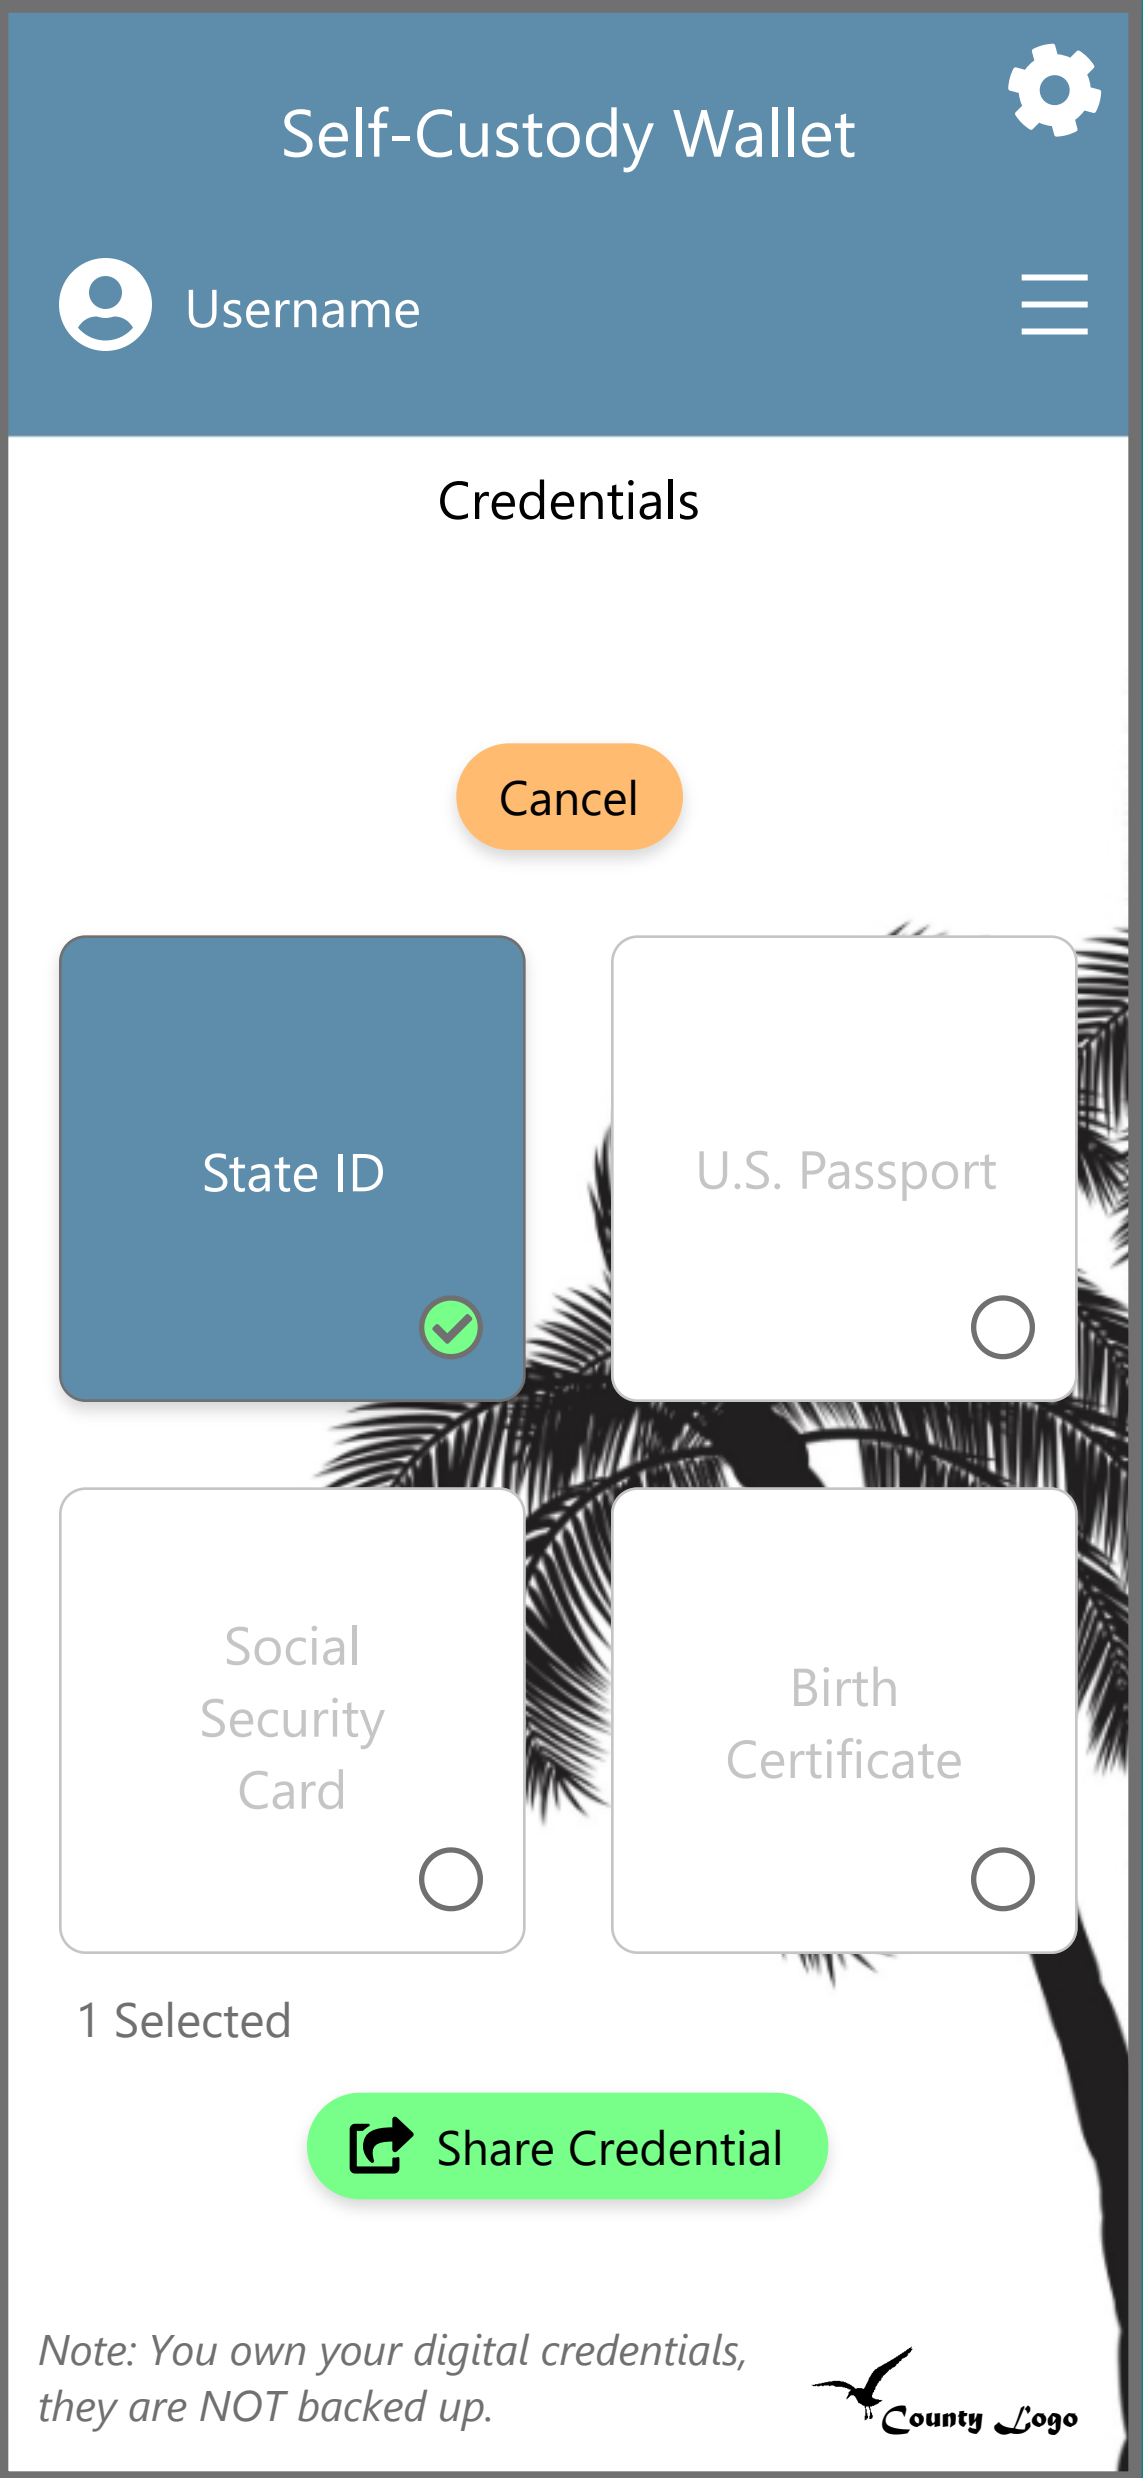 Self-Custody Wallet
Username
Credentials
Cancel
State ID
U.S. Passport
Social
Security
Card
Birth
Certificate
1 Selected
Share Credential
Note: You own your digital credentials,
they are NOT backed up.
County Logo